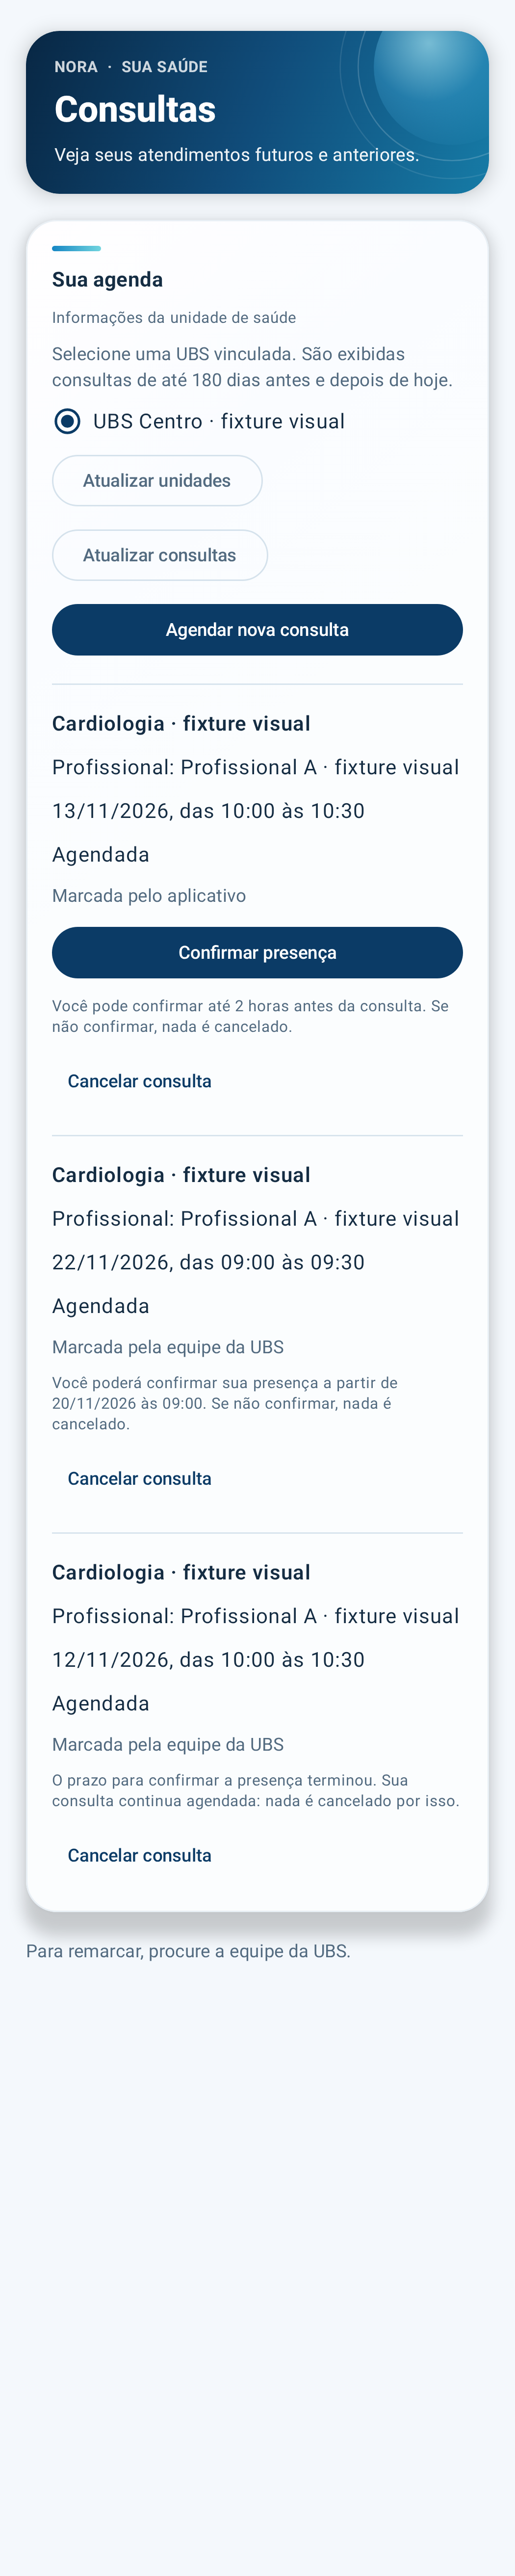 NORA · SUA SAÚDE
Consultas
Veja seus atendimentos futuros e anteriores.
Sua agenda
Informações da unidade de saúde
Selecione uma UBS vinculada. São exibidas
consultas de até 180 dias antes e depois de hoje.
UBS Centro · fixture visual
Atualizar unidades
Atualizar consultas
Agendar nova consulta
Cardiologia · fixture visual
Profissional: Profissional A · fixture visual
13/11/2026, das 10:00 às 10:30
Agendada
Marcada pelo aplicativo
Confirmar presença
Você pode confirmar até 2 horas antes da consulta. Se
não confirmar, nada é cancelado.
Cancelar consulta
Cardiologia · fixture visual
Profissional: Profissional A · fixture visual
22/11/2026, das 09:00 às 09:30
Agendada
Marcada pela equipe da UBS
Você poderá confirmar sua presença a partir de
20/11/2026 às 09:00. Se não confirmar, nada é
cancelado.
Cancelar consulta
Cardiologia · fixture visual
Profissional: Profissional A · fixture visual
12/11/2026, das 10:00 às 10:30
Agendada
Marcada pela equipe da UBS
O prazo para confirmar a presença terminou. Sua
consulta continua agendada: nada é cancelado por isso.
Cancelar consulta
Para remarcar, procure a equipe da UBS.